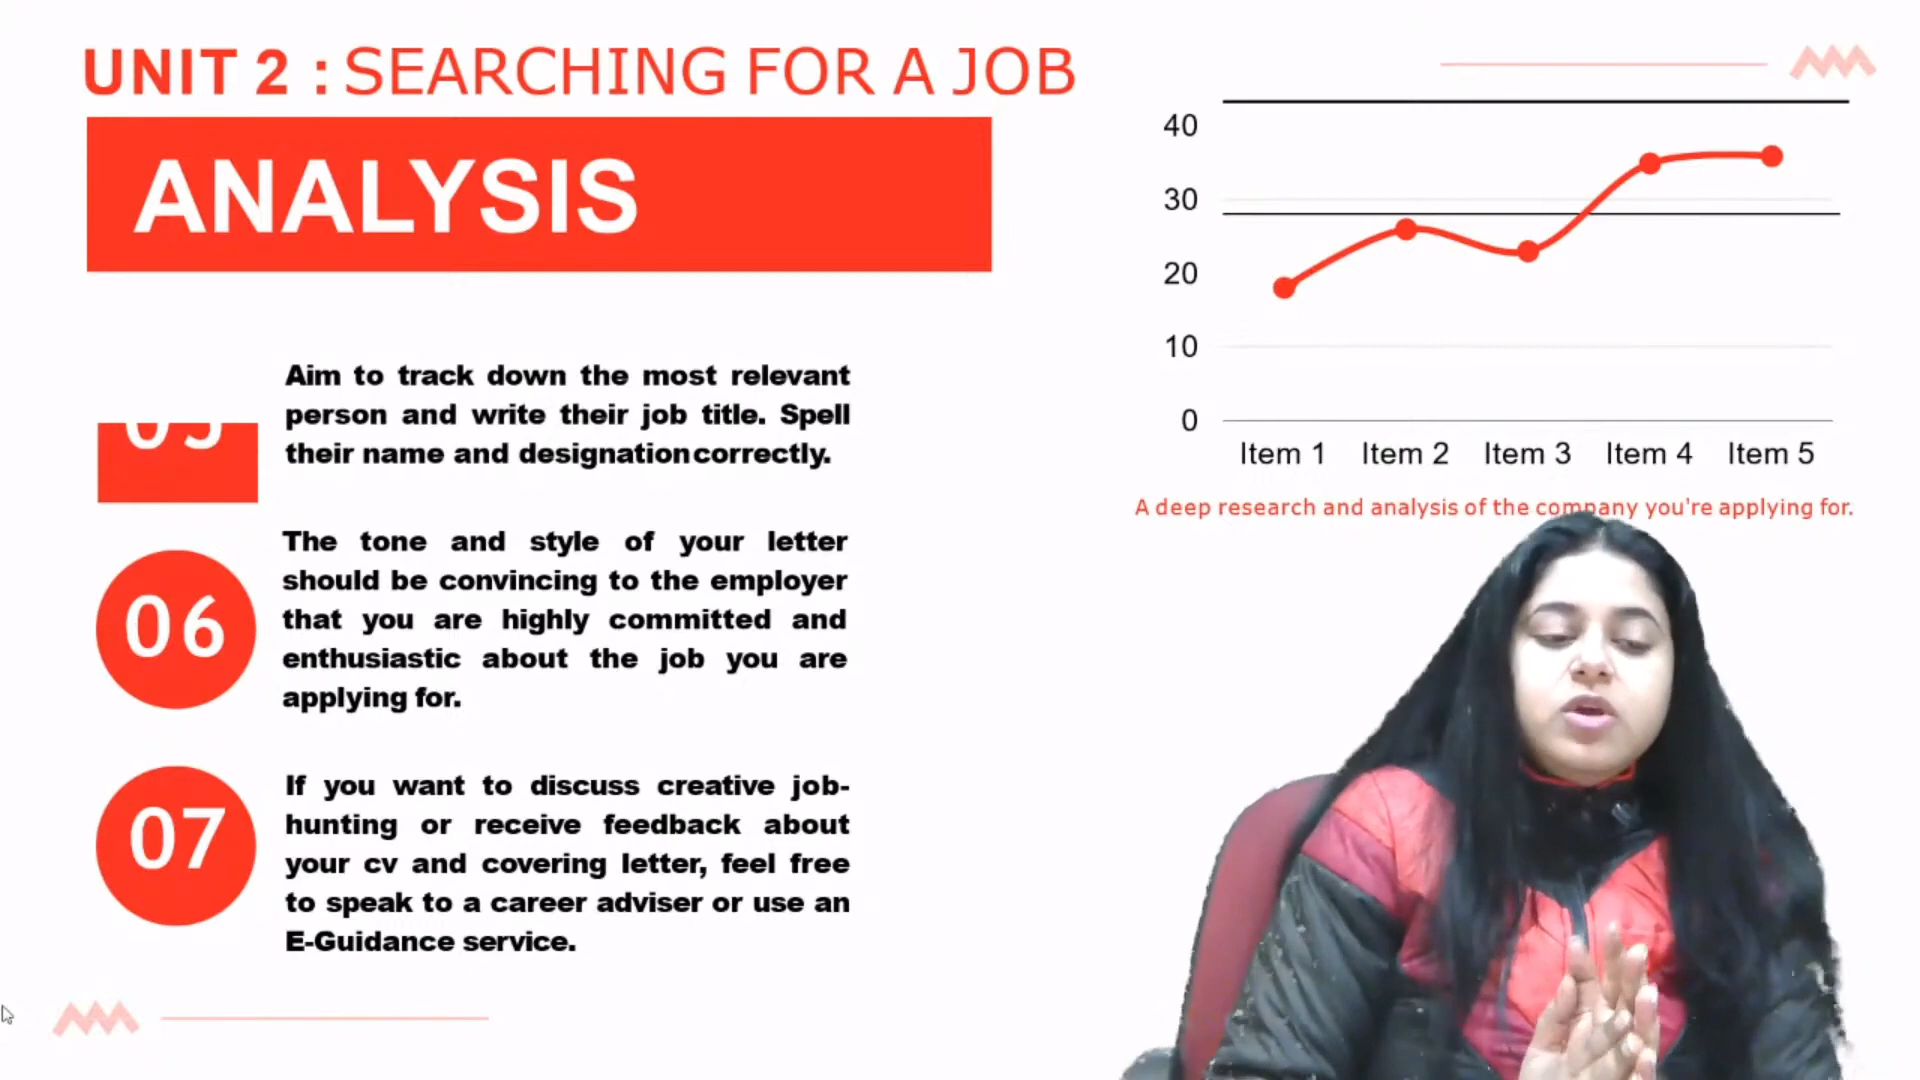 UNIT 2 : SEARCHING FOR A JOB
ANALYSIS
Aim to track down the most relevant
person and write their job title. Spell
their name and designation correctly.
06
The tone and style of your letter
should be convincing to the employer
that you are highly committed and
enthusiastic about the job you are
applying for.
07
If you want to discuss creative job-
hunting or receive feedback about
your cv and covering letter, feel free
to speak to a career adviser or use an
E-Guidance service.
40
30
20
10
0
Item 1 Item 2 Item 3 Item 4 Item 5
A deep research and analysis of the company you're applying for.